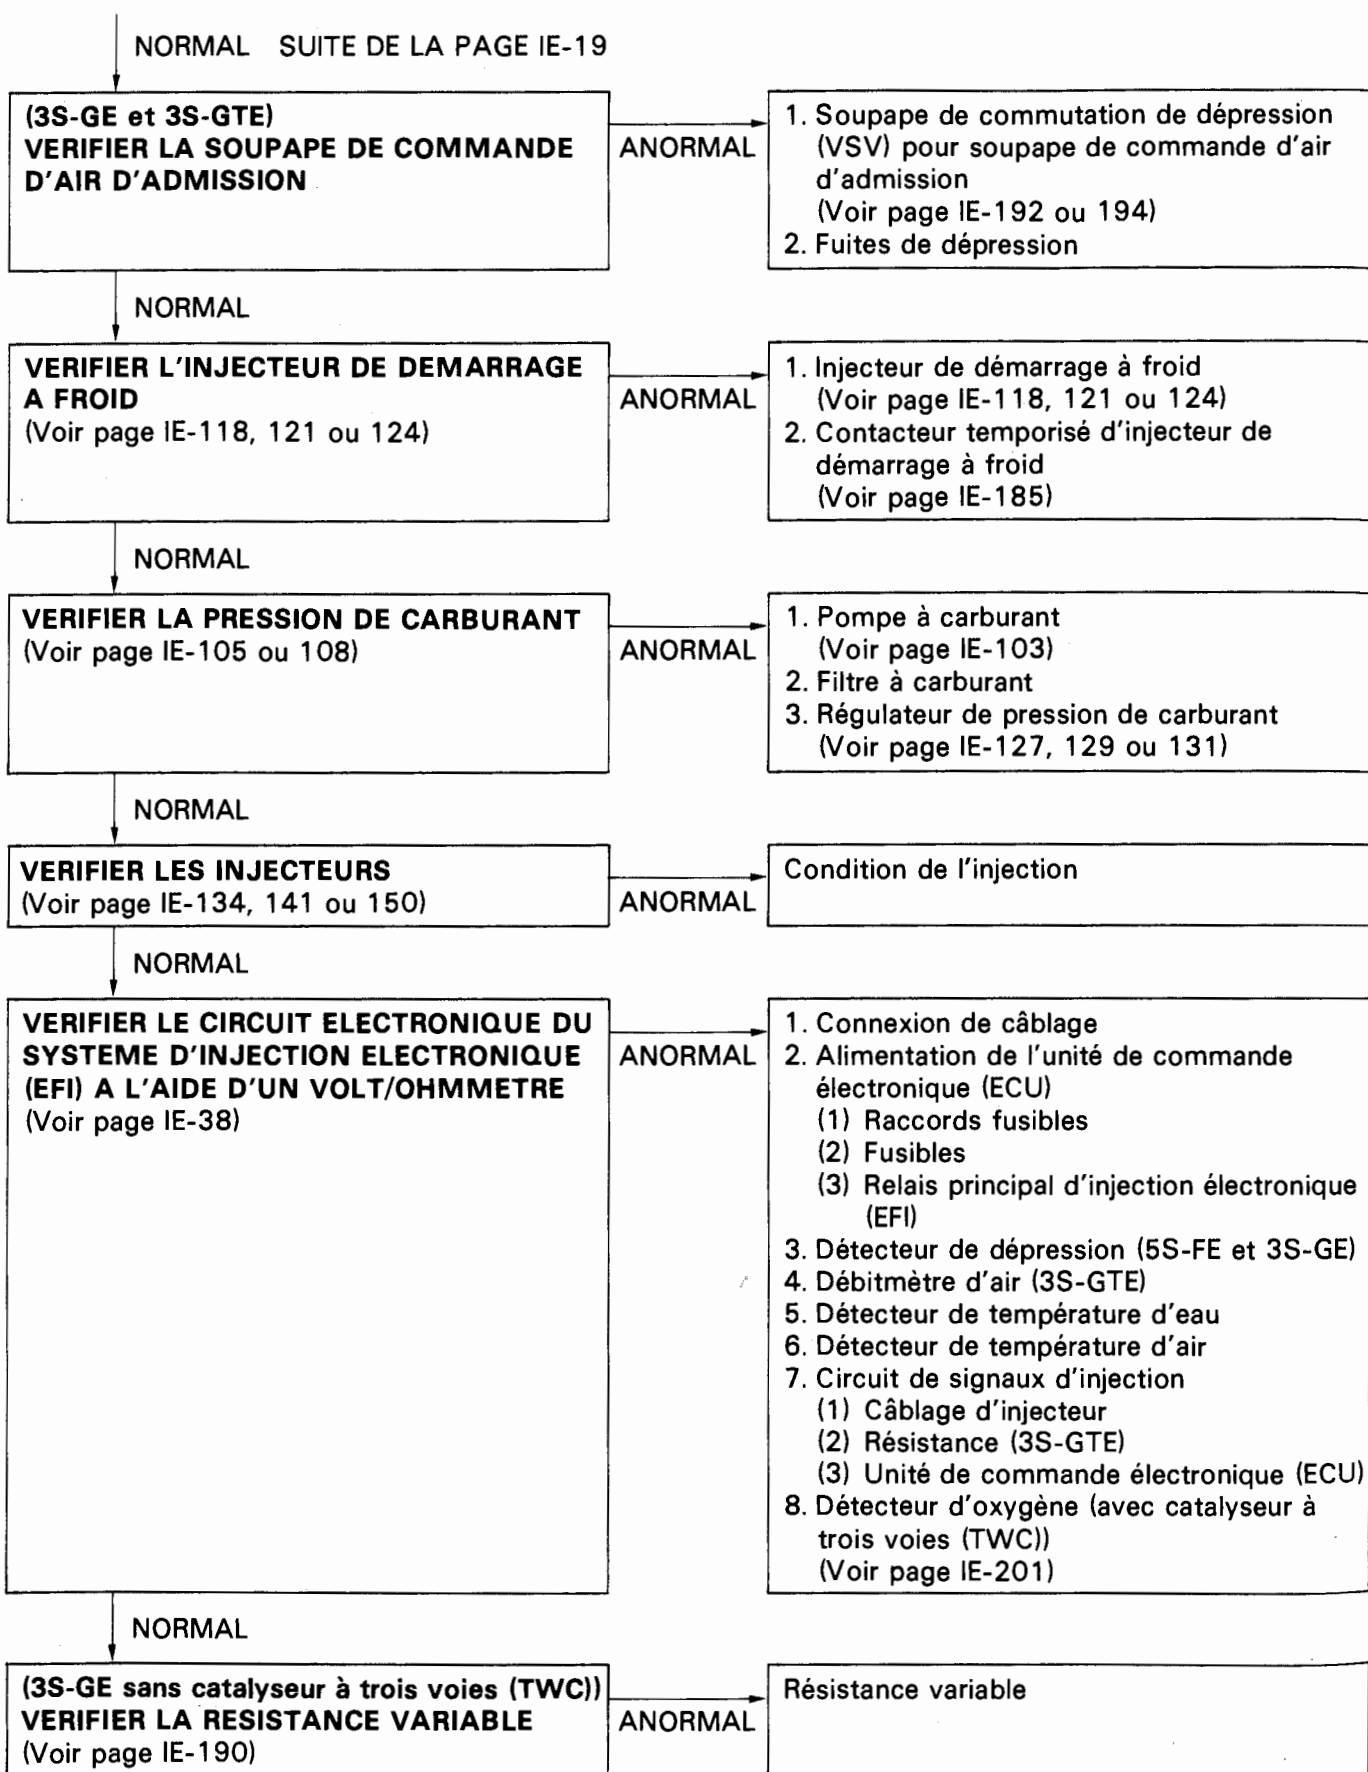 NORMAL SUITE DE LA PAGE IE-19
(3S-GE et 3S-GTE)
VERIFIER LA SOUPAPE DE COMMANDE
D'AIR D'ADMISSION
ANORMAL
1. Soupape de commutation de dépression
(VSV) pour soupape de commande d'air
d'admission
(Voir page IE-192 ou 194)
2. Fuites de dépression
NORMAL
VERIFIER L'INJECTEUR DE DEMARRAGE
A FROID
(Voir page IE-118, 121 ou 124)
ANORMAL
1. Injecteur de démarrage à froid
(Voir page IE-118, 121 ou 124)
2. Contacteur temporisé d'injecteur de
démarrage à froid
(Voir page IE-185)
NORMAL
VERIFIER LA PRESSION DE CARBURANT
(Voir page IE-105 ou 108)
ANORMAL
1. Pompe à carburant
(Voir page IE-103)
2. Filtre à carburant
3. Régulateur de pression de carburant
(Voir page IE-127, 129 ou 131)
NORMAL
VERIFIER LES INJECTEURS
(Voir page IE-134, 141 ou 150)
ANORMAL
Condition de l'injection
NORMAL
VERIFIER LE CIRCUIT ELECTRONIQUE DU
SYSTEME D'INJECTION ELECTRONIQUE
(EFI) A L'AIDE D'UN VOLT/OHMMETRE
(Voir page IE-38)
ANORMAL
1. Connexion de câblage
2. Alimentation de l'unité de commande
électronique (ECU)
(1) Raccords fusibles
(2) Fusibles
(3) Relais principal d'injection électronique
(EFI)
3. Détecteur de dépression (5S-FE et 3S-GE)
4. Débitmètre d'air (3S-GTE)
5. Détecteur de température d'eau
6. Détecteur de température d'air
7. Circuit de signaux d'injection
(1) Câblage d'injecteur
(2) Résistance (3S-GTE)
(3) Unité de commande électronique (ECU)
8. Détecteur d'oxygène (avec catalyseur à
trois voies (TWC))
(Voir page IE-201)
NORMAL
(3S-GE sans catalyseur à trois voies (TWC))
VERIFIER LA RESISTANCE VARIABLE
(Voir page IE-190)
ANORMAL
Résistance variable